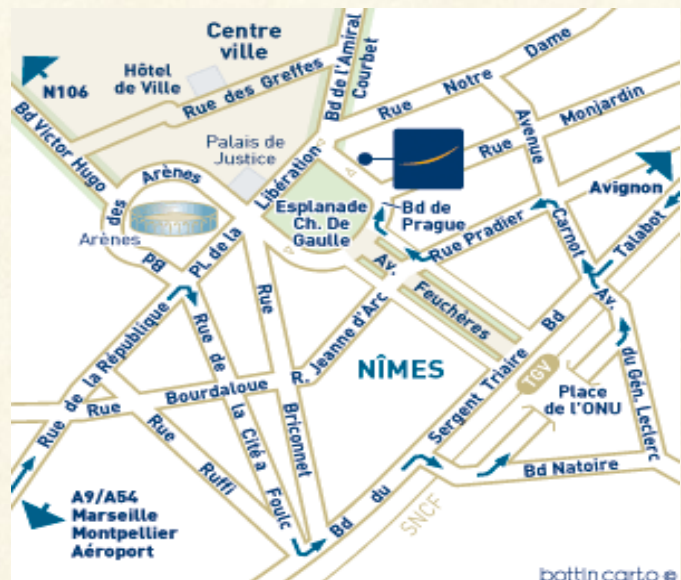 Centre
ville
Hôtel
de Ville
N106
Rue des Greffes
Bd de l'Amiral
Courbet
Rue Notre Dame
Avenue Carnot
Rue Monjardin
Bd Victor Hugo
Palais de
Justice
Bd des Arènes
Arènes
Pl. de la Libération
Esplanade
Ch. De
Gaulle
Bd de
Prague
Avignon
Rue Pradier
Bd Talabot
Av. Feuchères
Rue de la République
Rue de la Cité a Foulc
Rue Briconnet
R. Jeanne d'Arc
Rue Bourdaloue
Rue Ruffi
NÎMES
Bd du Sergent Triaire
TGV
Place
de l'ONU
Av. du Gén. Leclerc
Bd Natoire
SNCF
A9/A54
Marseille
Montpellier
Aéroport
bottin carto